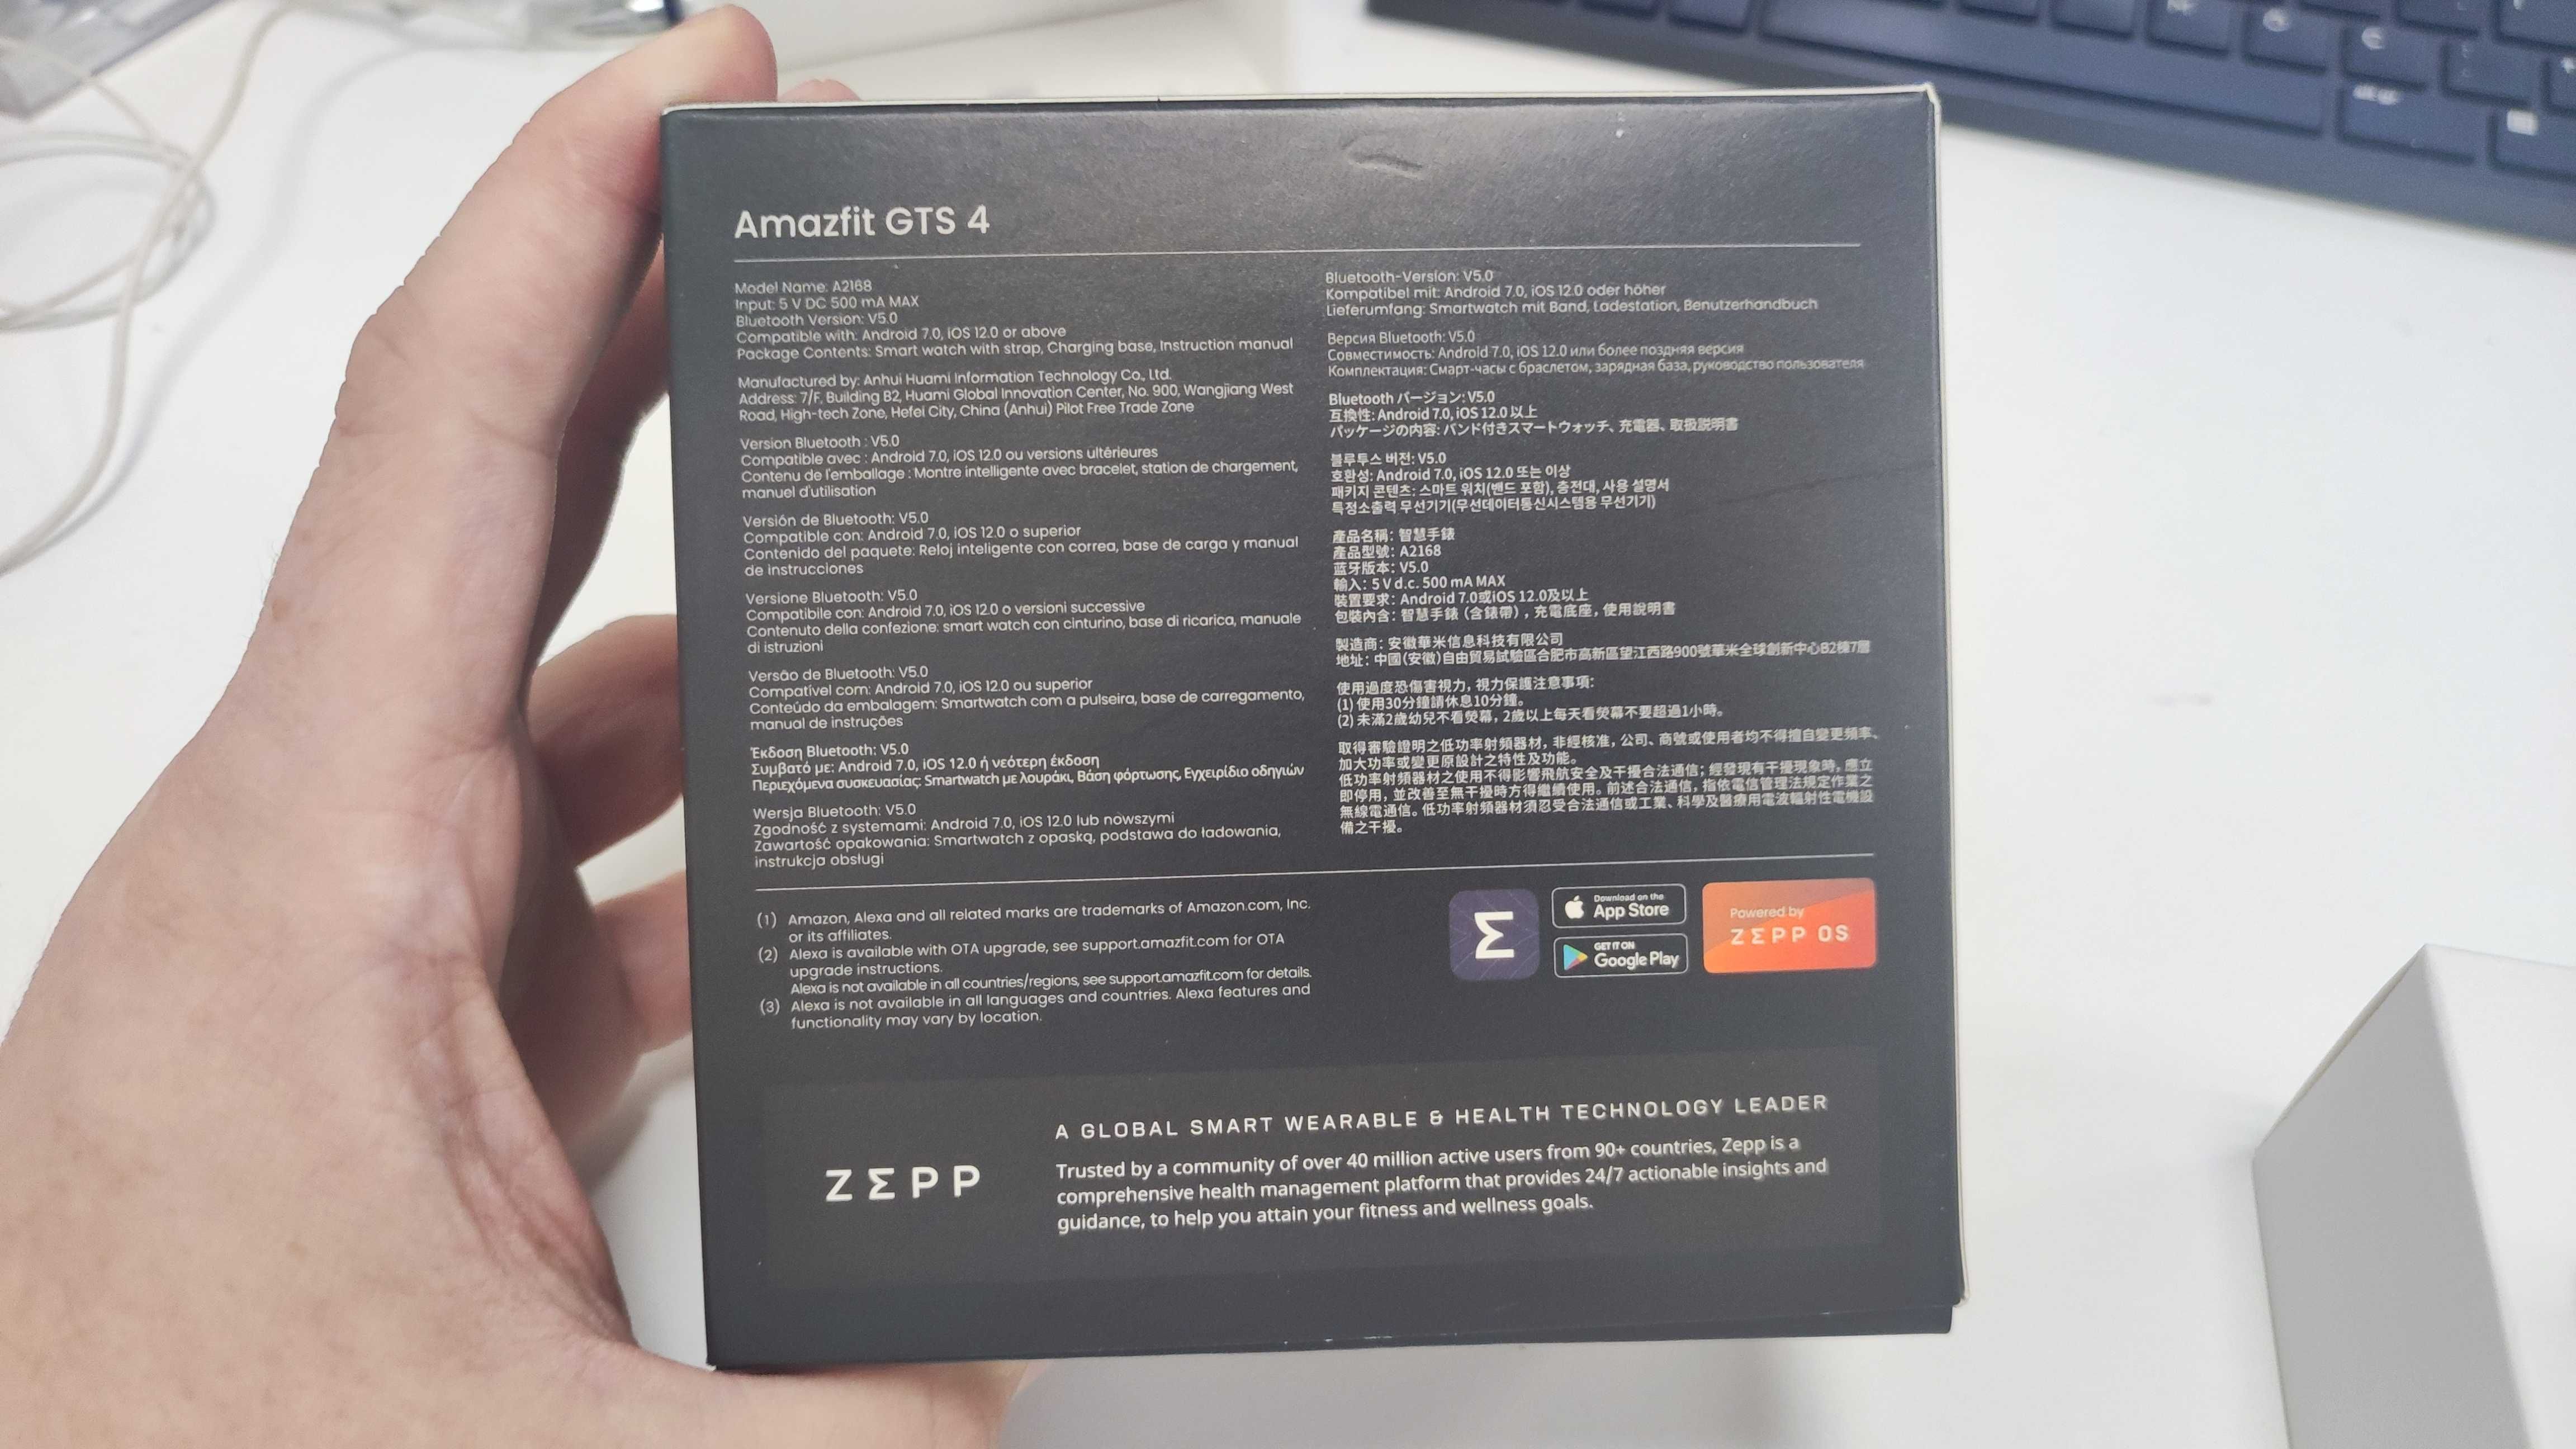 Amazfit GTS 4
Model Name: A2168
Input: 5 V DC 500 mA MAX
Bluetooth Version: V5.0
Compatible with: Android 7.0, iOS 12.0 or above
Package Contents: Smart watch with strap, Charging base, Instruction manual
Manufactured by: Anhui Huami Information Technology Co., Ltd.
Address: 7/F, Building B2, Huami Global Innovation Center, No. 900, Wangjiang West
Road, High-tech Zone, Hefei City, China (Anhui) Pilot Free Trade Zone
Version Bluetooth : V5.0
Compatible avec : Android 7.0, iOS 12.0 ou versions ultérieures
Contenu de l'emballage : Montre intelligente avec bracelet, station de chargement,
manuel d'utilisation
Versión de Bluetooth: V5.0
Compatible con: Android 7.0, iOS 12.0 o superior
Contenido del paquete: Reloj inteligente con correa, base de carga y manual
de instrucciones
Versione Bluetooth: V5.0
Compatibile con: Android 7.0, iOS 12.0 o versioni successive
Contenuto della confezione: smart watch con cinturino, base di ricarica, manuale
di istruzioni
Versão de Bluetooth: V5.0
Compatível com: Android 7.0, iOS 12.0 ou superior
Conteúdo da embalagem: Smartwatch com a pulseira, base de carregamento,
manual de instruções
Έκδοση Bluetooth: V5.0
Συμβατό με: Android 7.0, iOS 12.0 ή νεότερη έκδοση
Περιεχόμενα συσκευασίας: Smartwatch με λουράκι, Βάση φόρτωσης, Εγχειρίδιο οδηγιών
Wersja Bluetooth: V5.0
Zgodność z systemami: Android 7.0, iOS 12.0 lub nowszymi
Zawartość opakowania: Smartwatch z opaską, podstawa do ładowania,
instrukcja obsługi
Bluetooth-Version: V5.0
Kompatibel mit: Android 7.0, iOS 12.0 oder höher
Lieferumfang: Smartwatch mit Band, Ladestation, Benutzerhandbuch
Версия Bluetooth: V5.0
Совместимость: Android 7.0, iOS 12.0 или более поздняя версия
Комплектация: Смарт-часы с браслетом, зарядная база, руководство пользователя
Bluetooth バージョン: V5.0
互換性: Android 7.0, iOS 12.0 以上
パッケージの内容: バンド付きスマートウォッチ、充電器、取扱説明書
블루투스 버전: V5.0
호환성: Android 7.0, iOS 12.0 또는 이상
패키지 콘텐츠: 스마트 워치(밴드 포함), 충전대, 사용 설명서
특정소출력 무선기기(무선데이터통신시스템용 무선기기)
產品名稱: 智慧手錶
產品型號: A2168
蓝牙版本: V5.0
輸入: 5 V d.c. 500 mA MAX
裝置要求: Android 7.0或iOS 12.0及以上
包裝內含: 智慧手錶 (含錶帶) , 充電底座, 使用說明書
製造商: 安徽華米信息科技有限公司
地址: 中國(安徽)自由貿易試驗區合肥市高新區望江西路900號華米全球創新中心B2棟7層
使用過度恐傷害視力, 視力保護注意事項:
(1) 使用30分鐘請休息10分鐘。
(2) 未滿2歲幼兒不看熒幕, 2歲以上每天看熒幕不要超過1小時。
取得審驗證明之低功率射頻器材, 非經核准, 公司、商號或使用者均不得擅自變更頻率、
加大功率或變更原設計之特性及功能。
低功率射頻器材之使用不得影響飛航安全及干擾合法通信; 經發現有干擾現象時, 應立
即停用, 並改善至無干擾時方得繼續使用。前述合法通信, 指依電信管理法規定作業之
無線電通信。低功率射頻器材須忍受合法通信或工業、科學及醫療用電波輻射性電機設
備之干擾。
(1) Amazon, Alexa and all related marks are trademarks of Amazon.com, Inc.
or its affiliates.
(2) Alexa is available with OTA upgrade, see support.amazfit.com for OTA
upgrade instructions.
Alexa is not available in all countries/regions, see support.amazfit.com for details.
(3) Alexa is not available in all languages and countries. Alexa features and
functionality may vary by location.
Download on the
App Store
GET IT ON
Google Play
Powered by
ZΣPP OS
ZΣPP
A GLOBAL SMART WEARABLE & HEALTH TECHNOLOGY LEADER
Trusted by a community of over 40 million active users from 90+ countries, Zepp is a
comprehensive health management platform that provides 24/7 actionable insights and
guidance, to help you attain your fitness and wellness goals.